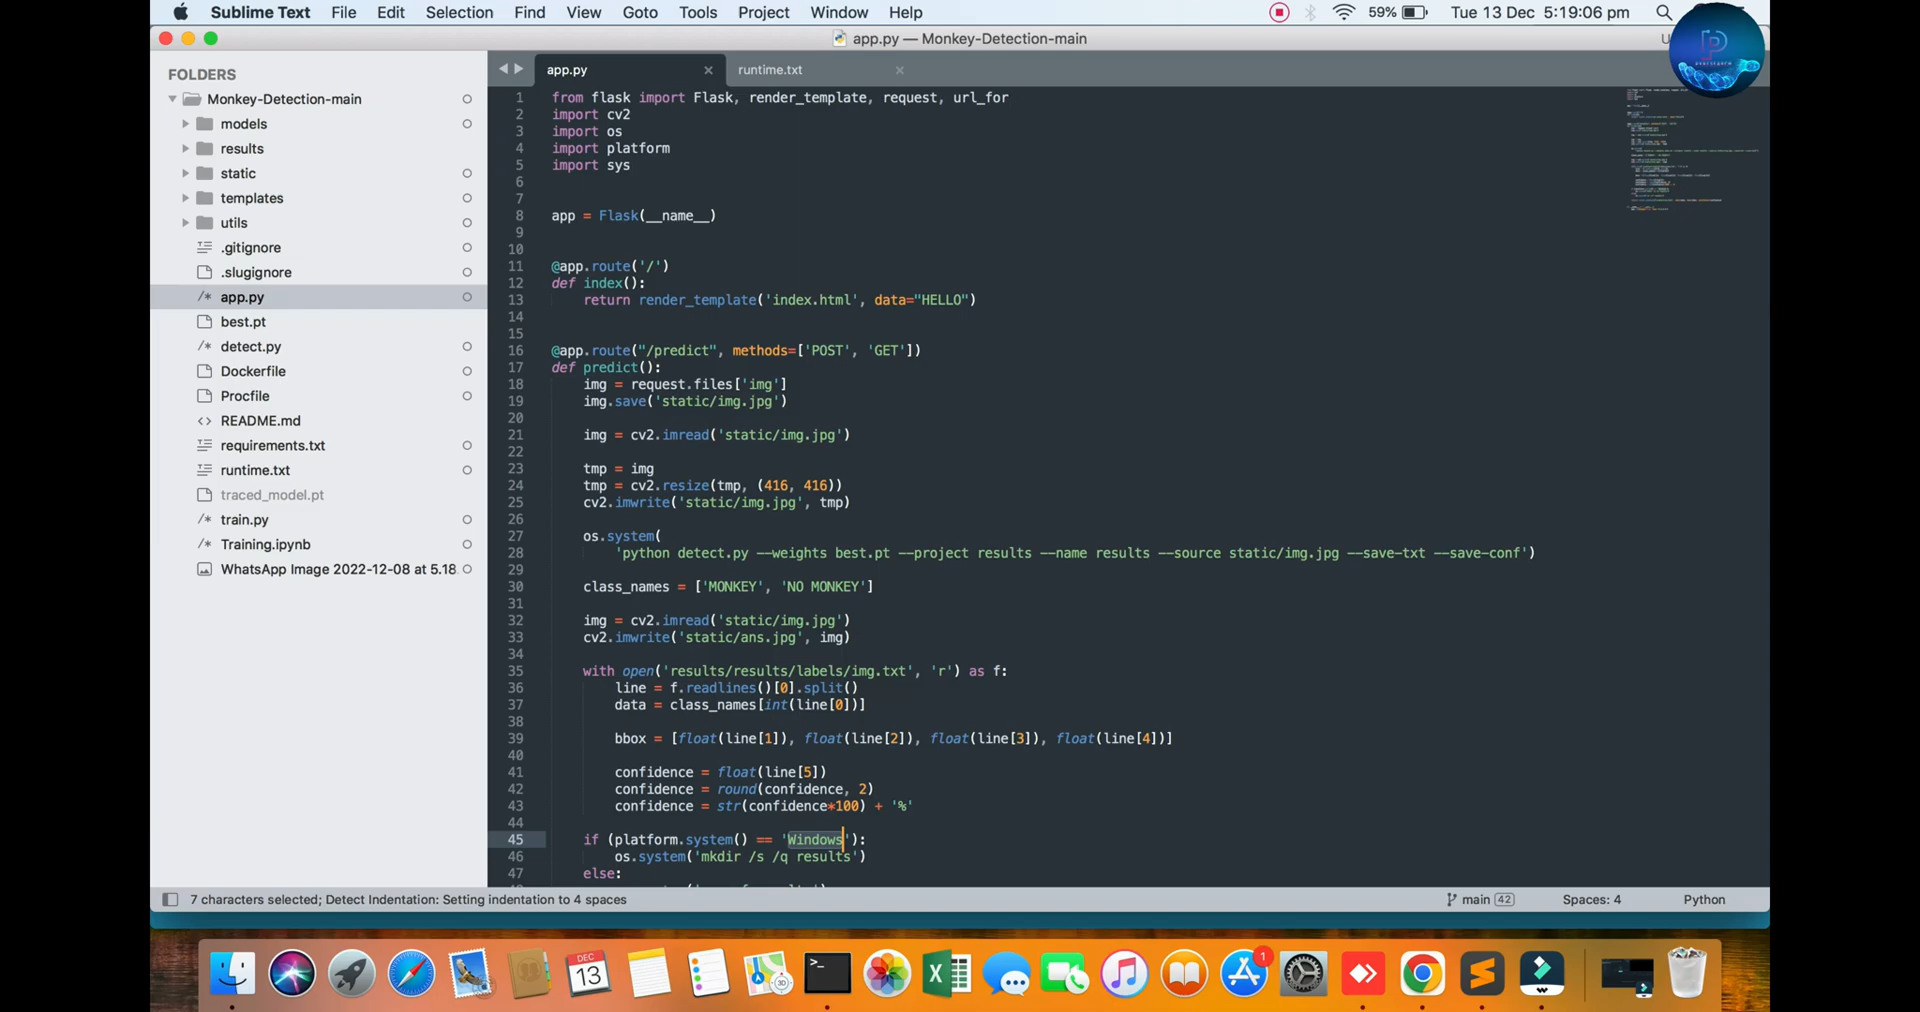 Sublime Text File Edit Selection Find View Goto Tools Project Window Help 59% Tue 13 Dec 5:19:06 pm
app.py — Monkey-Detection-main
FOLDERS
Monkey-Detection-main
models
results
static
templates
utils
.gitignore
.slugignore
app.py
best.pt
detect.py
Dockerfile
Procfile
README.md
requirements.txt
runtime.txt
traced_model.pt
train.py
Training.ipynb
WhatsApp Image 2022-12-08 at 5.18.
app.py runtime.txt
1 from flask import Flask, render_template, request, url_for
2 import cv2
3 import os
4 import platform
5 import sys
6
7
8 app = Flask(__name__)
9
10
11 @app.route('/')
12 def index():
13 return render_template('index.html', data="HELLO")
14
15
16 @app.route("/predict", methods=['POST', 'GET'])
17 def predict():
18 img = request.files['img']
19 img.save('static/img.jpg')
20
21 img = cv2.imread('static/img.jpg')
22
23 tmp = img
24 tmp = cv2.resize(tmp, (416, 416))
25 cv2.imwrite('static/img.jpg', tmp)
26
27 os.system(
28 'python detect.py --weights best.pt --project results --name results --source static/img.jpg --save-txt --save-conf')
29
30 class_names = ['MONKEY', 'NO MONKEY']
31
32 img = cv2.imread('static/img.jpg')
33 cv2.imwrite('static/ans.jpg', img)
34
35 with open('results/results/labels/img.txt', 'r') as f:
36 line = f.readlines()[0].split()
37 data = class_names[int(line[0])]
38
39 bbox = [float(line[1]), float(line[2]), float(line[3]), float(line[4])]
40
41 confidence = float(line[5])
42 confidence = round(confidence, 2)
43 confidence = str(confidence*100) + '%'
44
45 if (platform.system() == 'Windows'):
46 os.system('mkdir /s /q results')
47 else:
7 characters selected; Detect Indentation: Setting indentation to 4 spaces main 42 Spaces: 4 Python
DEC
13
1